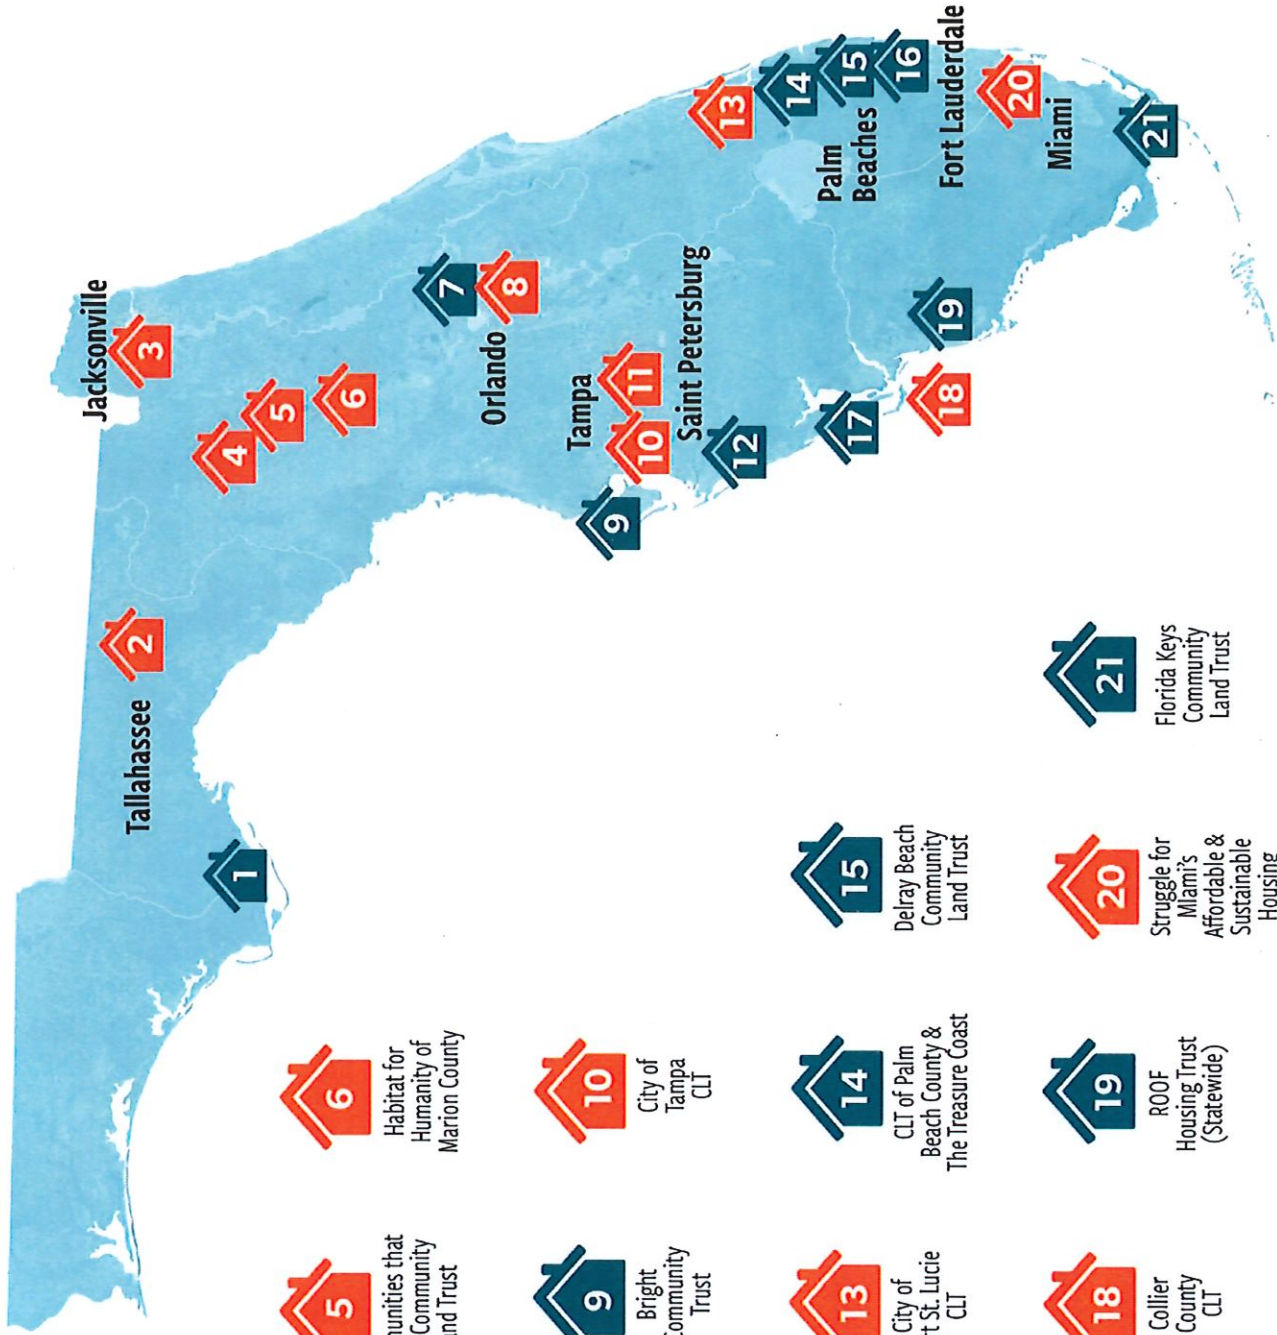 Jacksonville
3
Tallahassee
2
1
4
5
6
7
8
Orlando
Tampa
9
10
11
Saint Petersburg
12
13
14
15
16
Palm
Beaches
17
18
19
Fort Lauderdale
20
Miami
21
5
Community
6
Habitat for
Humanity of
Marion County
9
Bright
Community
Trust
10
City of
Tampa
CLT
13
City of
St. Lucie
CLT
14
CLT of Palm
Beach County &
The Treasure Coast
15
Delray Beach
Community
Land Trust
18
Collier
County
CLT
19
ROOF
Housing Trust
(Statewide)
20
Struggle for
Miami's
Affordable &
Sustainable
Housing
21
Florida Keys
Community
Land Trust